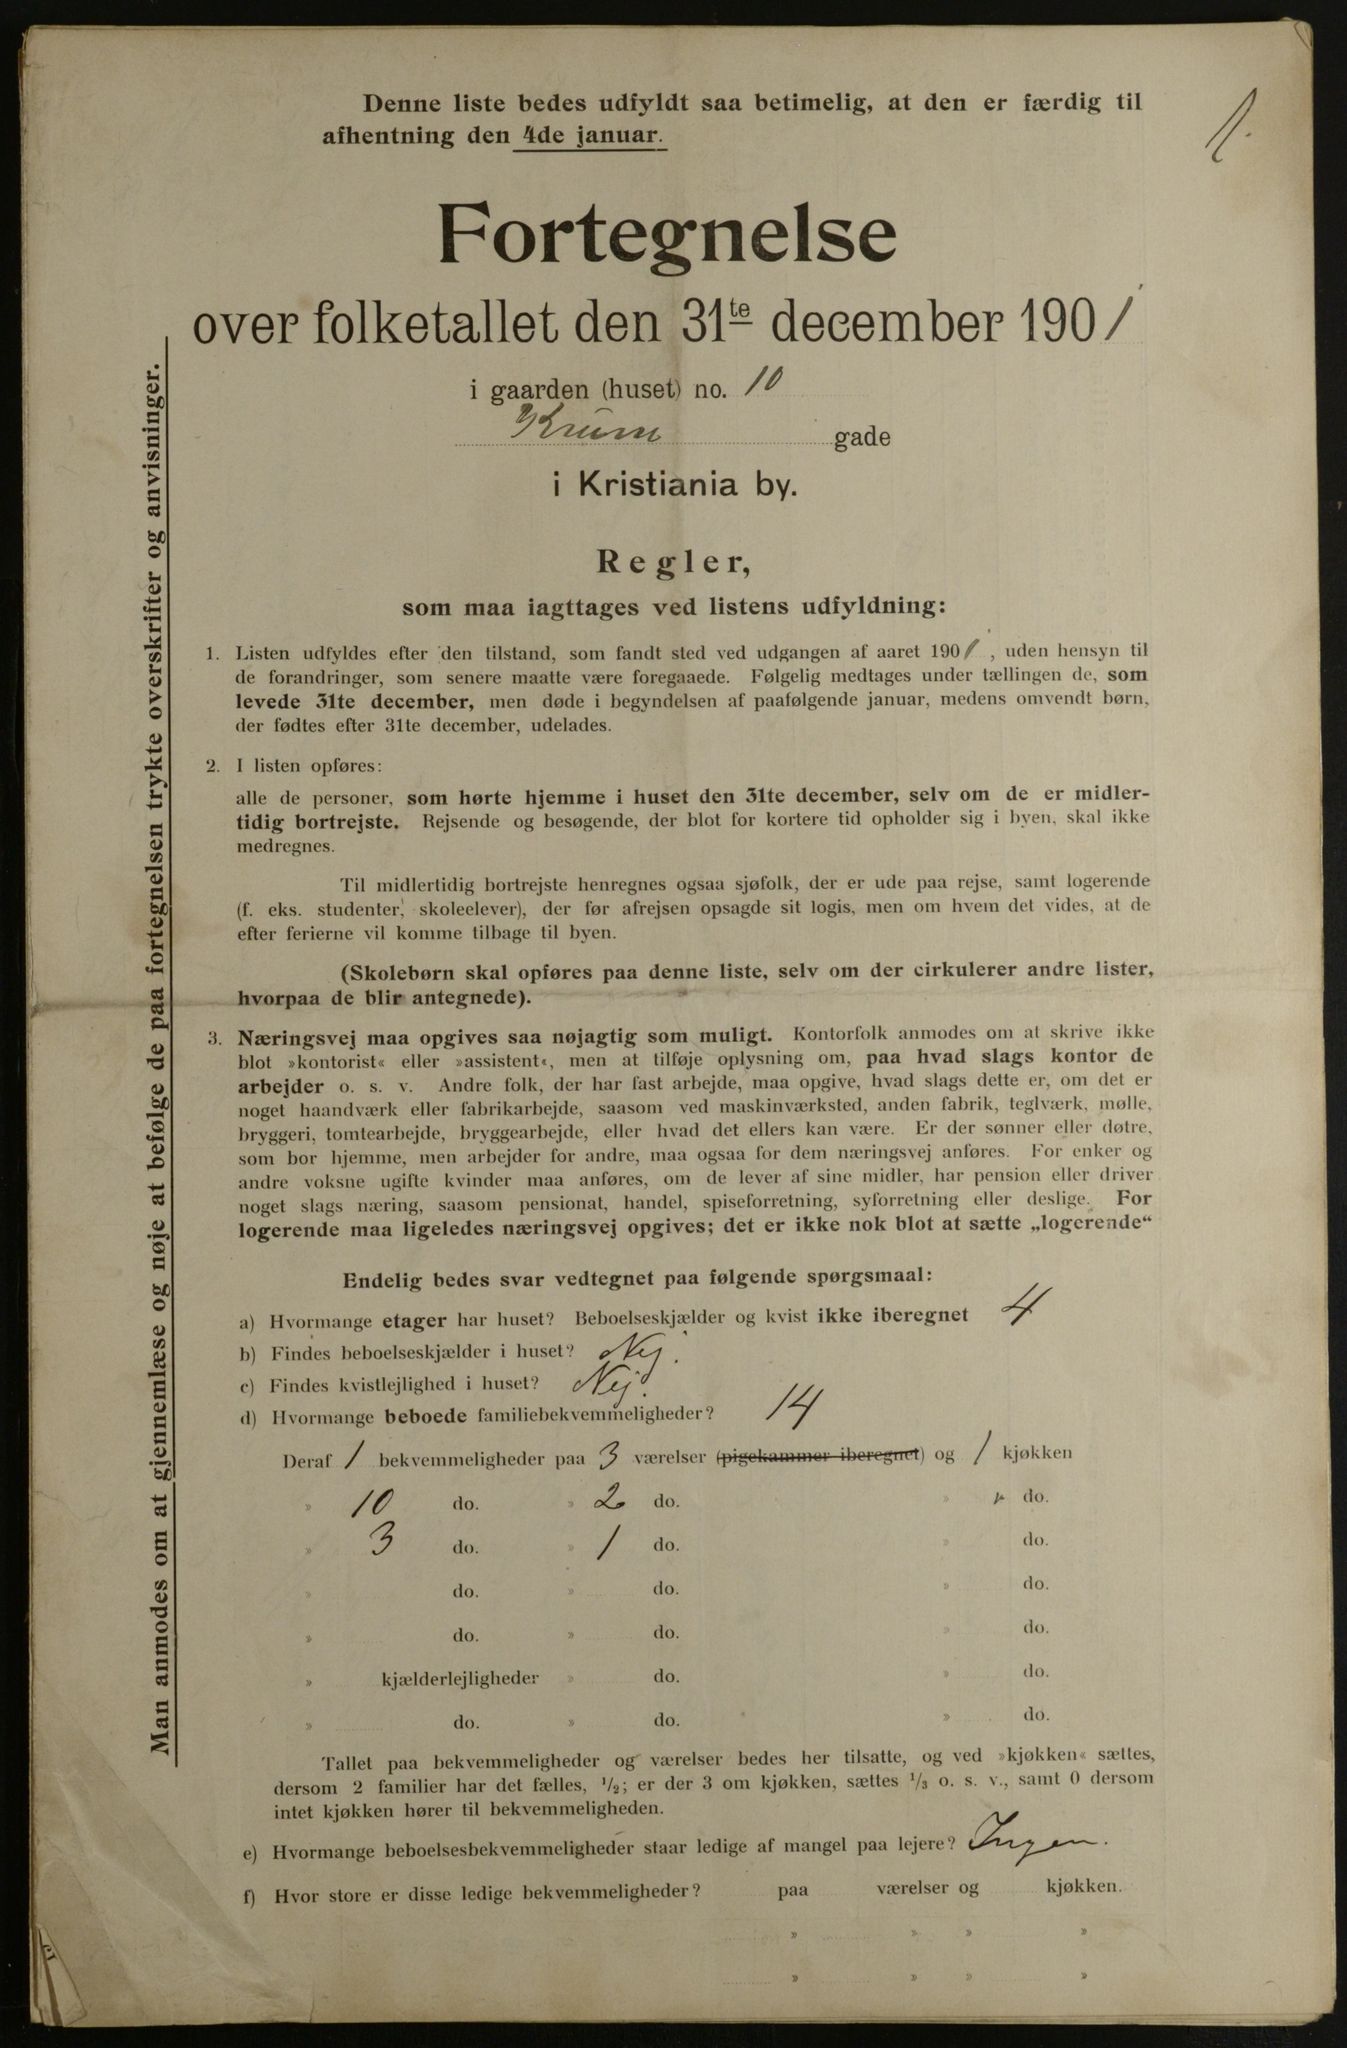 1.
Denne liste bedes udfyldt saa betimelig, at den er færdig til
afhentning den 4de januar.
Fortegnelse
over folketallet den 31te december 1901
i gaarden (huset) no. 10
Krum gade
i Kristiania by.
Regler,
som maa iagttages ved listens udfyldning:
1. Listen udfyldes efter den tilstand, som fandt sted ved udgangen af aaret 1901, uden hensyn til
de forandringer, som senere maatte være foregaaede. Følgelig medtages under tællingen de, som
levede 31te december, men døde i begyndelsen af paafølgende januar, medens omvendt børn,
der fødtes efter 31te december, udelades.
2. I listen opføres:
alle de personer, som hørte hjemme i huset den 31te december, selv om de er midler-
tidig bortrejste. Rejsende og besøgende, der blot for kortere tid opholder sig i byen, skal ikke
medregnes.
Til midlertidig bortrejste henregnes ogsaa sjøfolk, der er ude paa rejse, samt logerende
(f. eks. studenter, skoleelever), der før afrejsen opsagde sit logis, men om hvem det vides, at de
efter ferierne vil komme tilbage til byen.
(Skolebørn skal opføres paa denne liste, selv om der cirkulerer andre lister,
hvorpaa de blir antegnede).
3. Næringsvej maa opgives saa nøjagtig som muligt. Kontorfolk anmodes om at skrive ikke
blot »kontorist« eller »assistent«, men at tilføje oplysning om, paa hvad slags kontor de
arbejder o. s. v. Andre folk, der har fast arbejde, maa opgive, hvad slags dette er, om det er
noget haandværk eller fabrikarbejde, saasom ved maskinværksted, anden fabrik, teglværk, mølle,
bryggeri, tomtearbejde, bryggearbejde, eller hvad det ellers kan være. Er der sønner eller døtre,
som bor hjemme, men arbejder for andre, maa ogsaa for dem næringsvej anføres. For enker og
andre voksne ugifte kvinder maa anføres, om de lever af sine midler, har pension eller driver
noget slags næring, saasom pensionat, handel, spiseforretning, syforretning eller deslige. For
logerende maa ligeledes næringsvej opgives; det er ikke nok blot at sætte „logerende“
Endelig bedes svar vedtegnet paa følgende spørgsmaal:
a) Hvormange etager har huset? Beboelseskjælder og kvist ikke iberegnet 4
b) Findes beboelseskjælder i huset? Nej.
c) Findes kvistlejlighed i huset? Nej.
d) Hvormange beboede familiebekvemmeligheder? 14
Deraf 1 bekvemmeligheder paa 3 værelser (pigekammer iberegnet) og 1 kjøkken
» 10 do. » 2 do. » " do.
» 3 do. » 1 do. » do.
» do. » do. » do.
» do. » do. » do.
» kjælderlejligheder » do. » do.
» do. » do. » do.
Tallet paa bekvemmeligheder og værelser bedes her tilsatte, og ved »kjøkken« sættes,
dersom 2 familier har det fælles, 1/2; er der 3 om kjøkken, sættes 1/3 o. s. v., samt 0 dersom
intet kjøkken hører til bekvemmeligheden.
e) Hvormange beboelsesbekvemmeligheder staar ledige af mangel paa lejere? Ingen.
f) Hvor store er disse ledige bekvemmeligheder? paa værelser og kjøkken.
» » » »
» » » »
Man anmodes om at gjennemlæse og nøje at befølge de paa fortegnelsen trykte overskrifter og anvisninger.